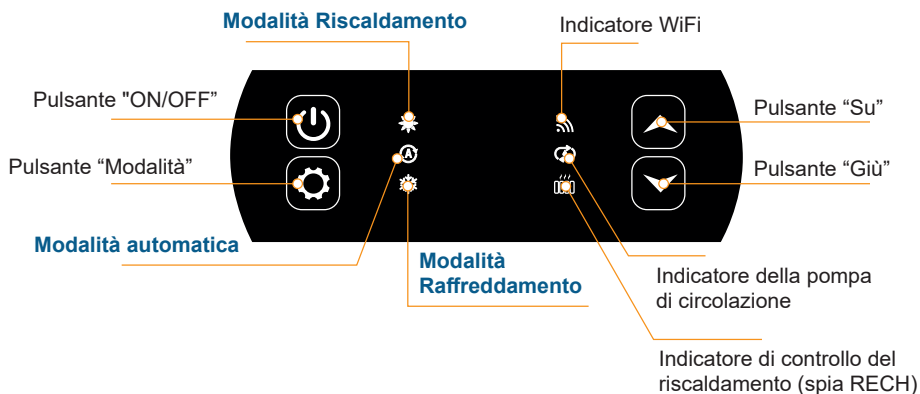 Modalità Riscaldamento
Indicatore WiFi
Pulsante "ON/OFF”
Pulsante “Su”
Pulsante “Modalità”
Pulsante “Giù”
A
Modalità automatica
Modalità
Raffreddamento
Indicatore della pompa
di circolazione
Indicatore di controllo del
riscaldamento (spia RECH)